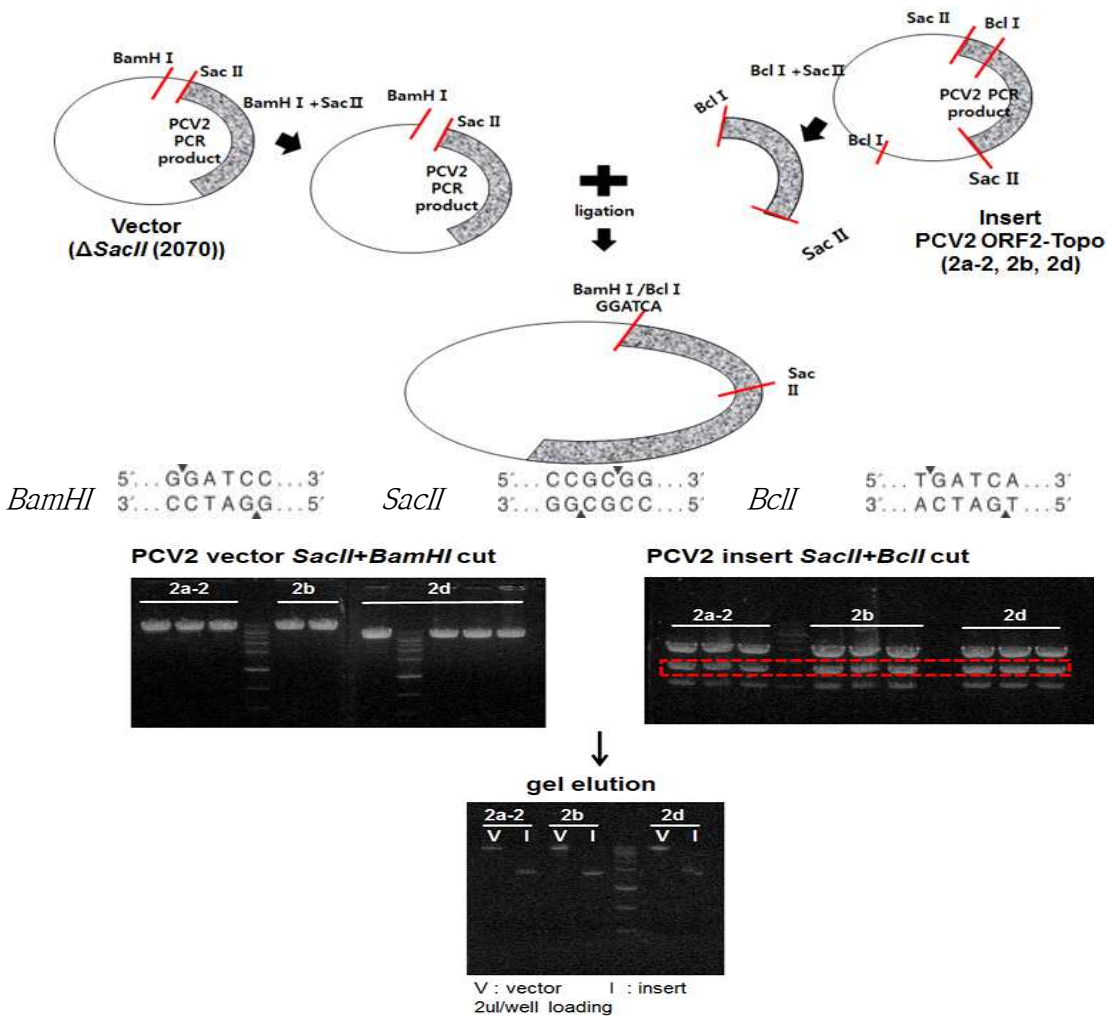 BamH I
Sac II
PCV2
PCR
product
Vector
(ΔSacII (2070))
BamH I +SacII
BamH I
Sac II
PCV2
PCR
product
ligation
Bcl I
Sac II
Bcl I +SacII
Sac II
Bcl I
PCV2 PCR
product
Bcl I
Sac II
Insert
PCV2 ORF2-Topo
(2a-2, 2b, 2d)
BamH I /Bcl I
GGATCA
Sac
II
BamHI
5´...GGATCC...3´
3´...CCTAGG...5´
SacII
5´...CCGCGG...3´
3´...GGCGCC...5´
BclI
5´...TGATCA...3´
3´...ACTAGT...5´
PCV2 vector SacII+BamHI cut
2a-2 2b 2d
PCV2 insert SacII+BclI cut
2a-2 2b 2d
gel elution
2a-2 2b 2d
V I V I V I
V : vector I : insert
2ul/well loading